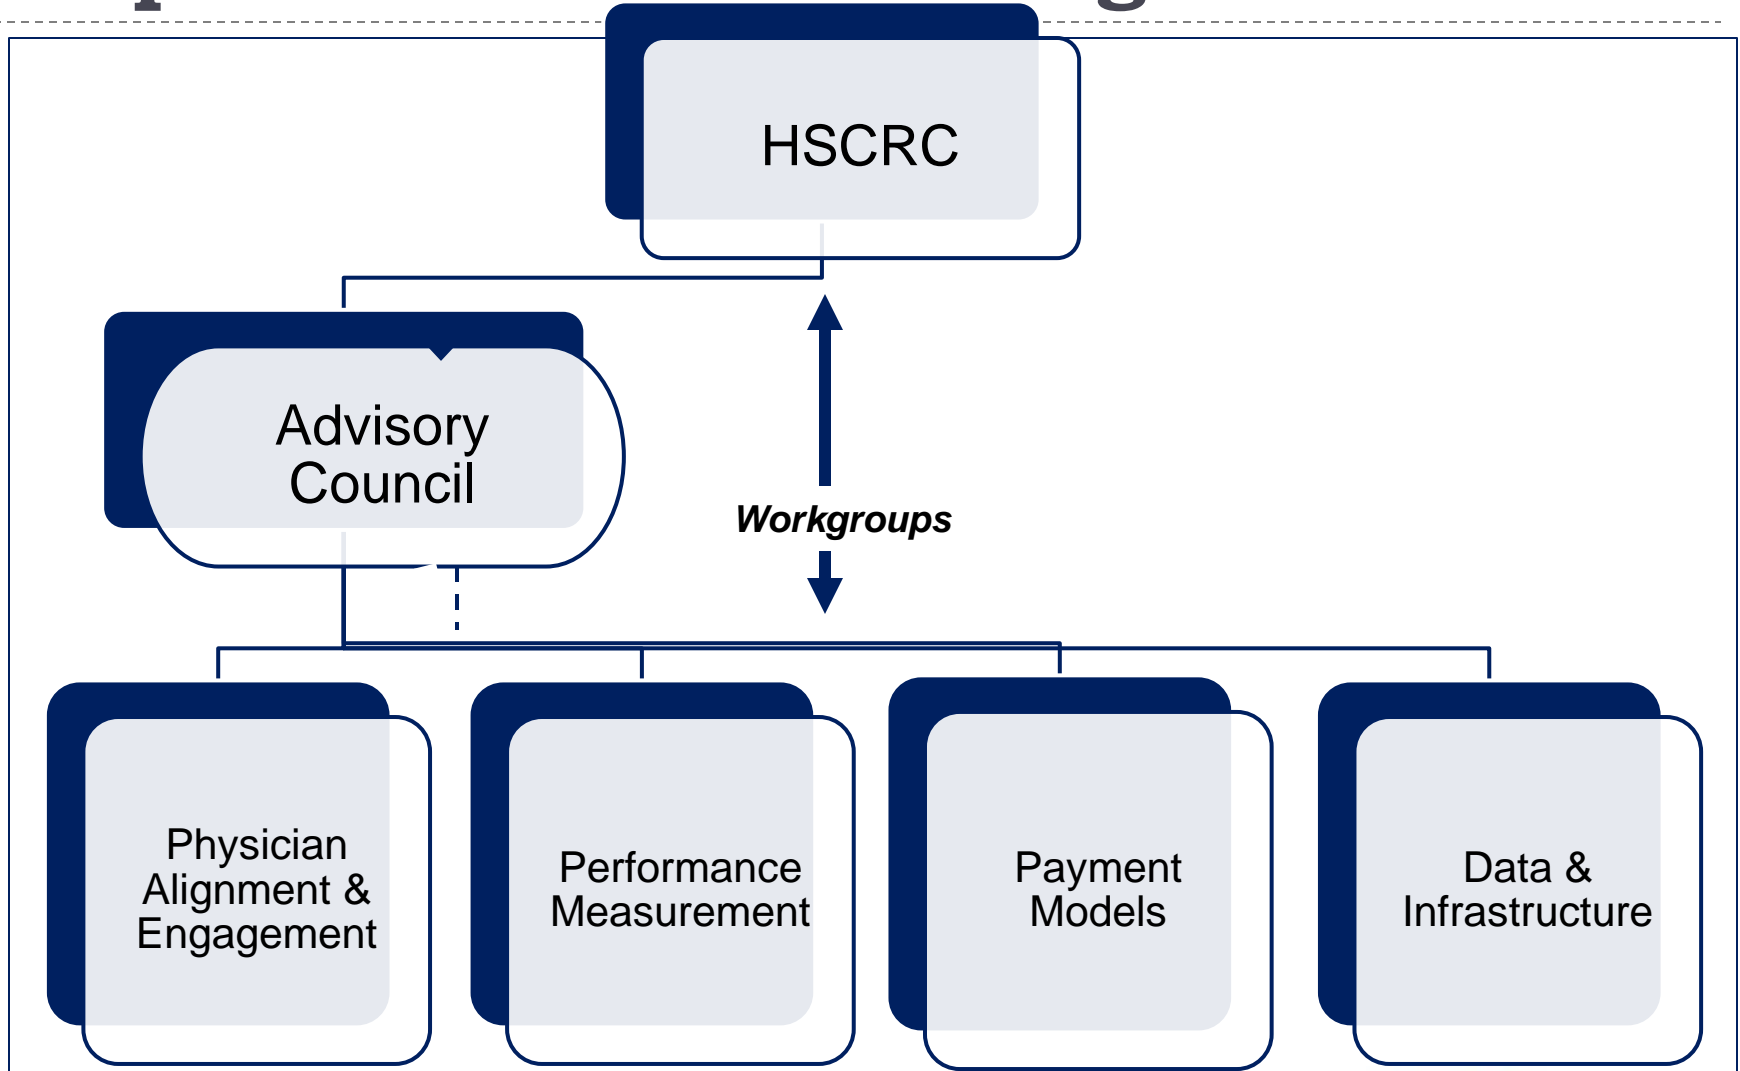 HSCRC
Advisory
Council
Workgroups
Physician
Alignment &
Engagement
Performance
Measurement
Payment
Models
Data &
Infrastructure